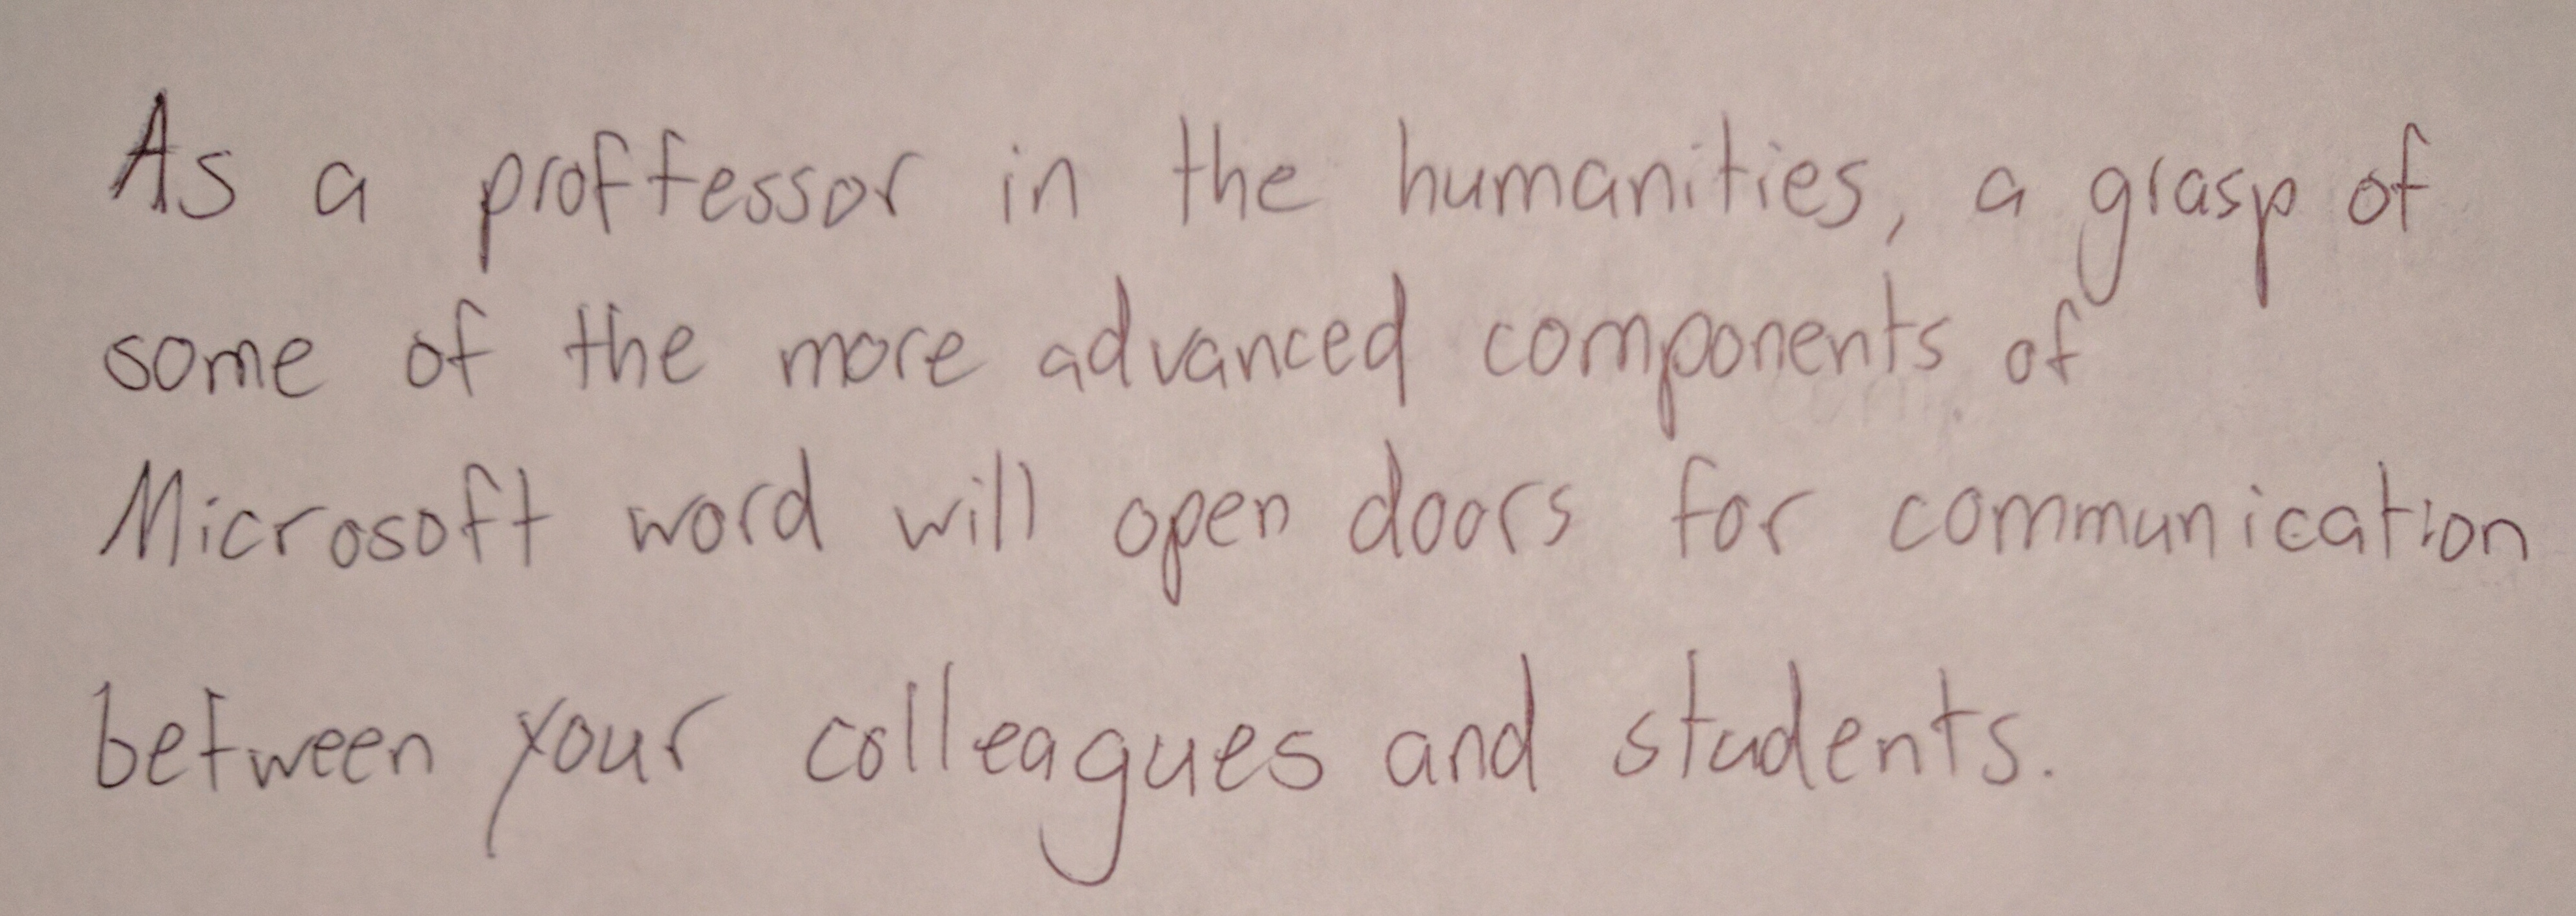 As a proffessor in the humanities, a grasp of
some of the more advanced components of
Microsoft word will open doors for communication
between your colleagues and students.